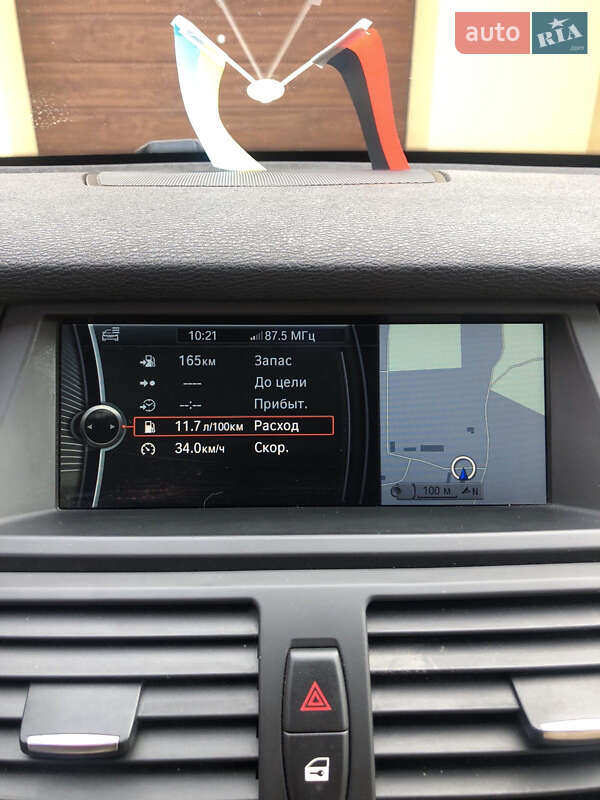 auto RIA .com
10:21 87.5 МГц
165км Запас
---- До цели
--:-- Прибыт.
11.7 л/100км Расход
34.0км/ч Скор.
100 м N